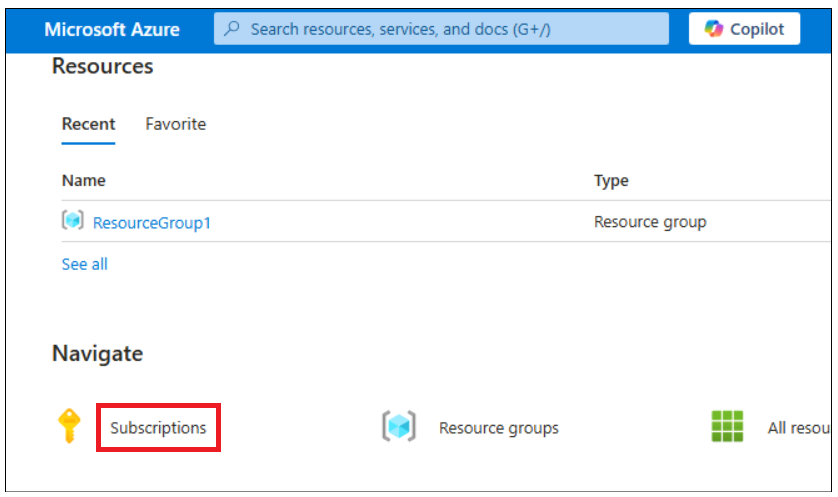 Microsoft Azure Search resources, services, and docs (G+/) Copilot
Resources
Recent Favorite
Name Type
ResourceGroup1 Resource group
See all
Navigate
Subscriptions Resource groups All resou